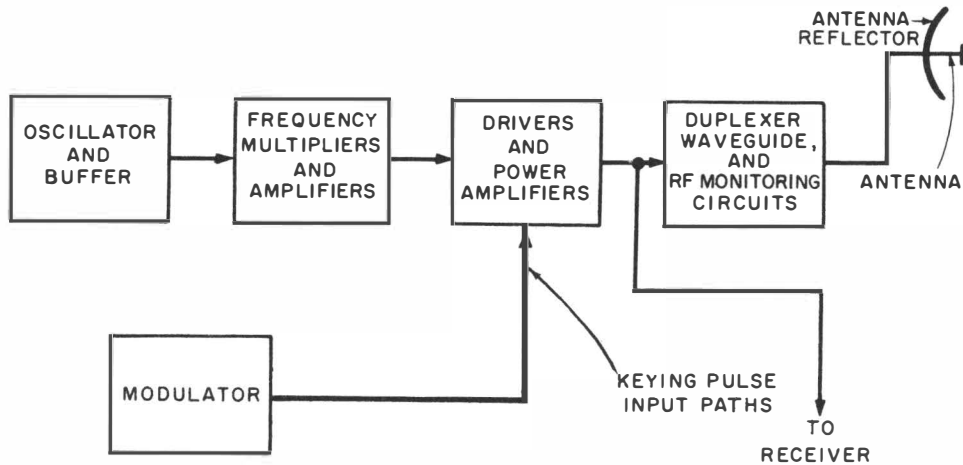 ANTENNA
REFLECTOR
OSCILLATOR
AND
BUFFER
FREQUENCY
MULTIPLIERS
AND
AMPLIFIERS
DRIVERS
AND
POWER
AMPLIFIERS
DUPLEXER
WAVEGUIDE,
AND
RF MONITORING
CIRCUITS
ANTENNA
MODULATOR
KEYING PULSE
INPUT PATHS
TO
RECEIVER